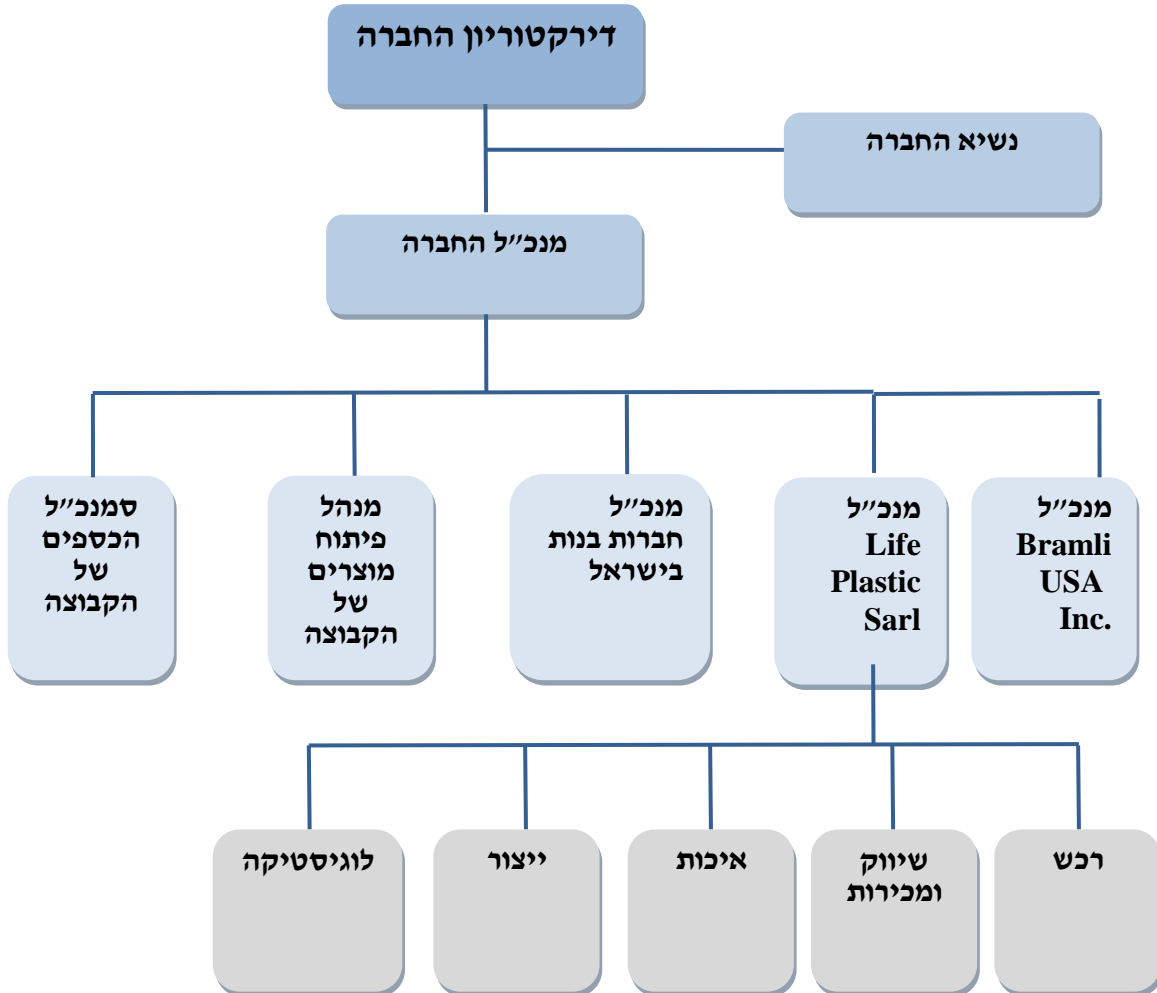 דירקטוריון החברה
נשיא החברה
מנכ״ל החברה
מנכ״ל
Bramli
USA
Inc.
מנכ״ל
Life
Plastic
Sarl
מנכ״ל
חברות בנות
בישראל
מנהל
פיתוח
מוצרים
של
הקבוצה
סמנכ״ל
הכספים
של
הקבוצה
רכש
שיווק
ומכירות
איכות
ייצור
לוגיסטיקה